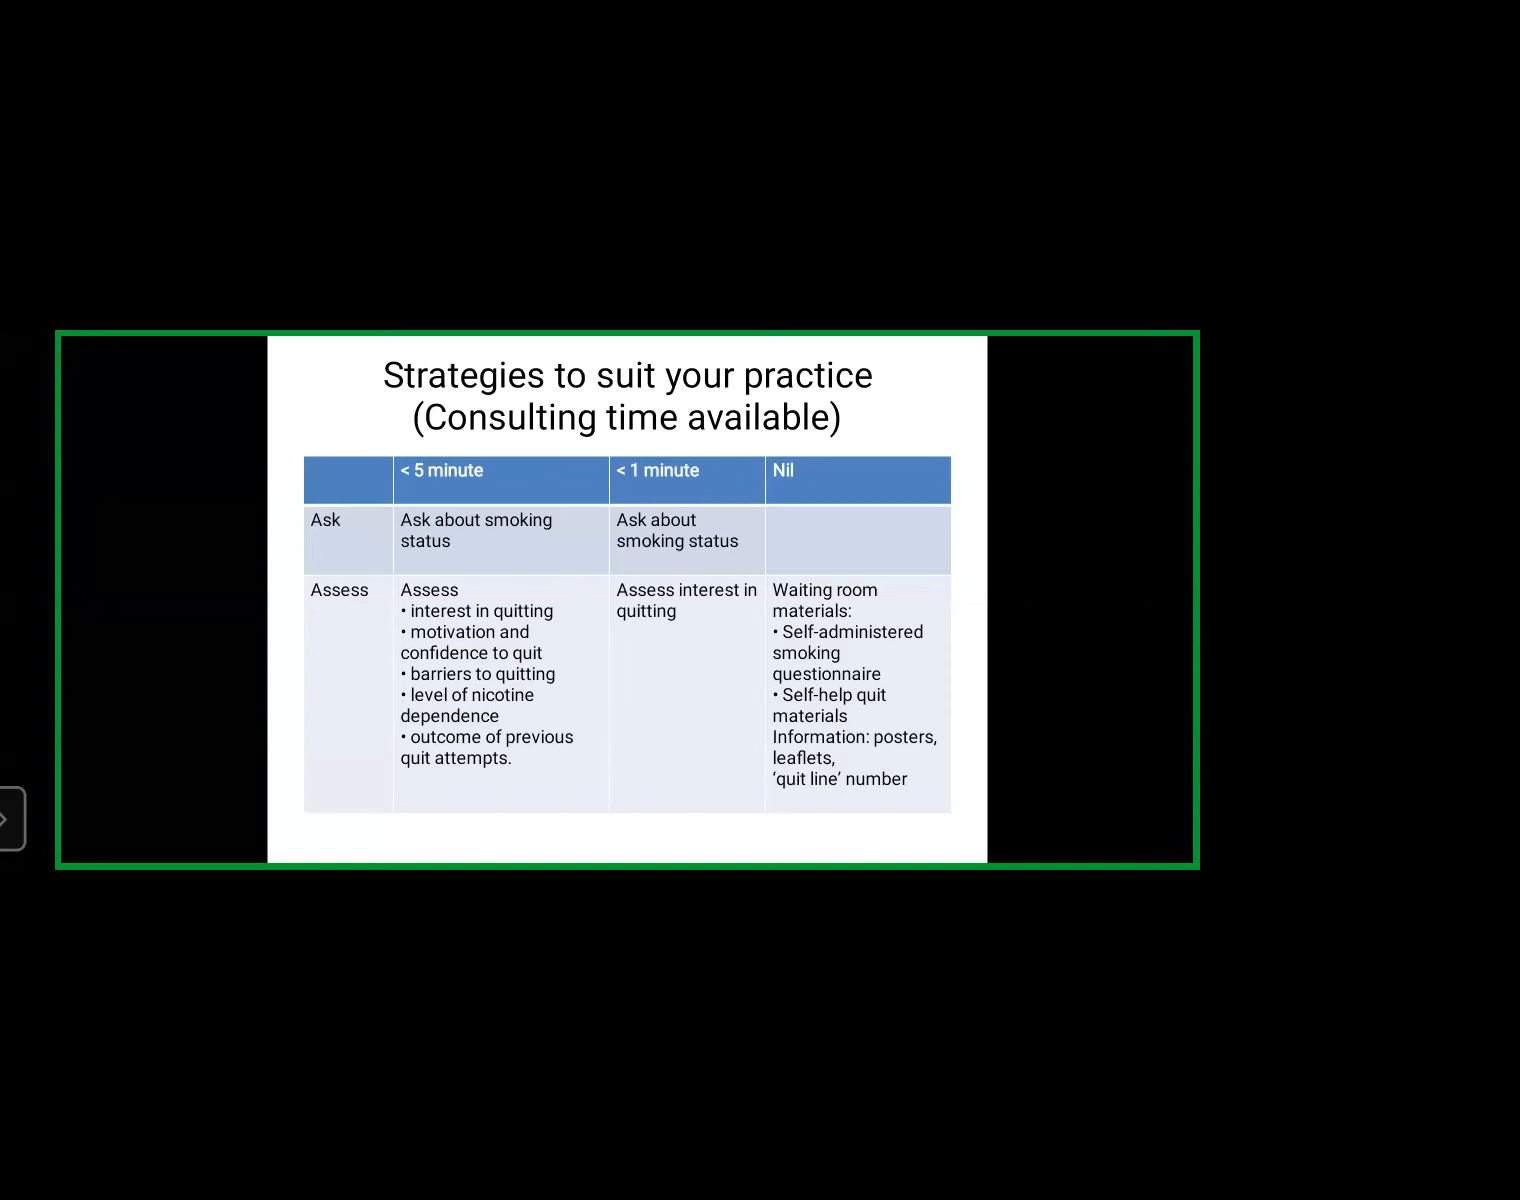 Strategies to suit your practice
(Consulting time available)
< 5 minute
< 1 minute
Nil
Ask
Ask about smoking
status
Ask about
smoking status
Assess
Assess
• interest in quitting
• motivation and
confidence to quit
• barriers to quitting
• level of nicotine
dependence
• outcome of previous
quit attempts.
Assess interest in
quitting
Waiting room
materials:
• Self-administered
smoking
questionnaire
• Self-help quit
materials
Information: posters,
leaflets,
‘quit line’ number